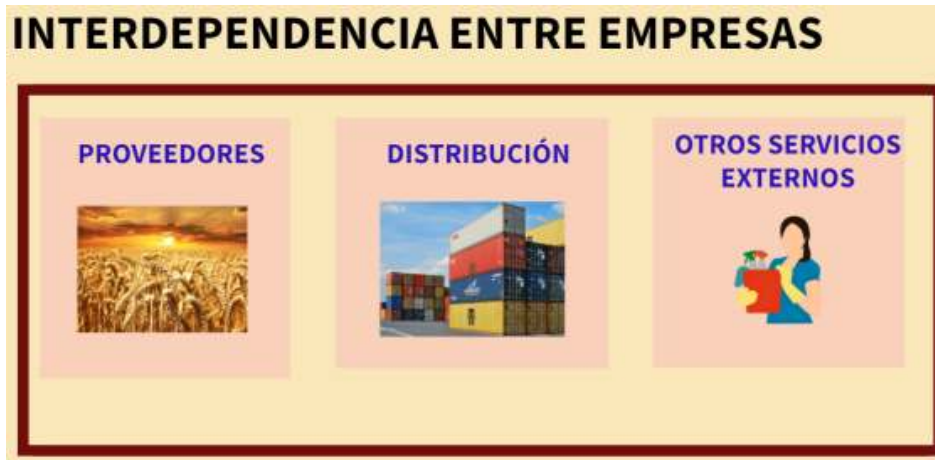 INTERDEPENDENCIA ENTRE EMPRESAS
PROVEEDORES
DISTRIBUCIÓN
OTROS SERVICIOS
EXTERNOS